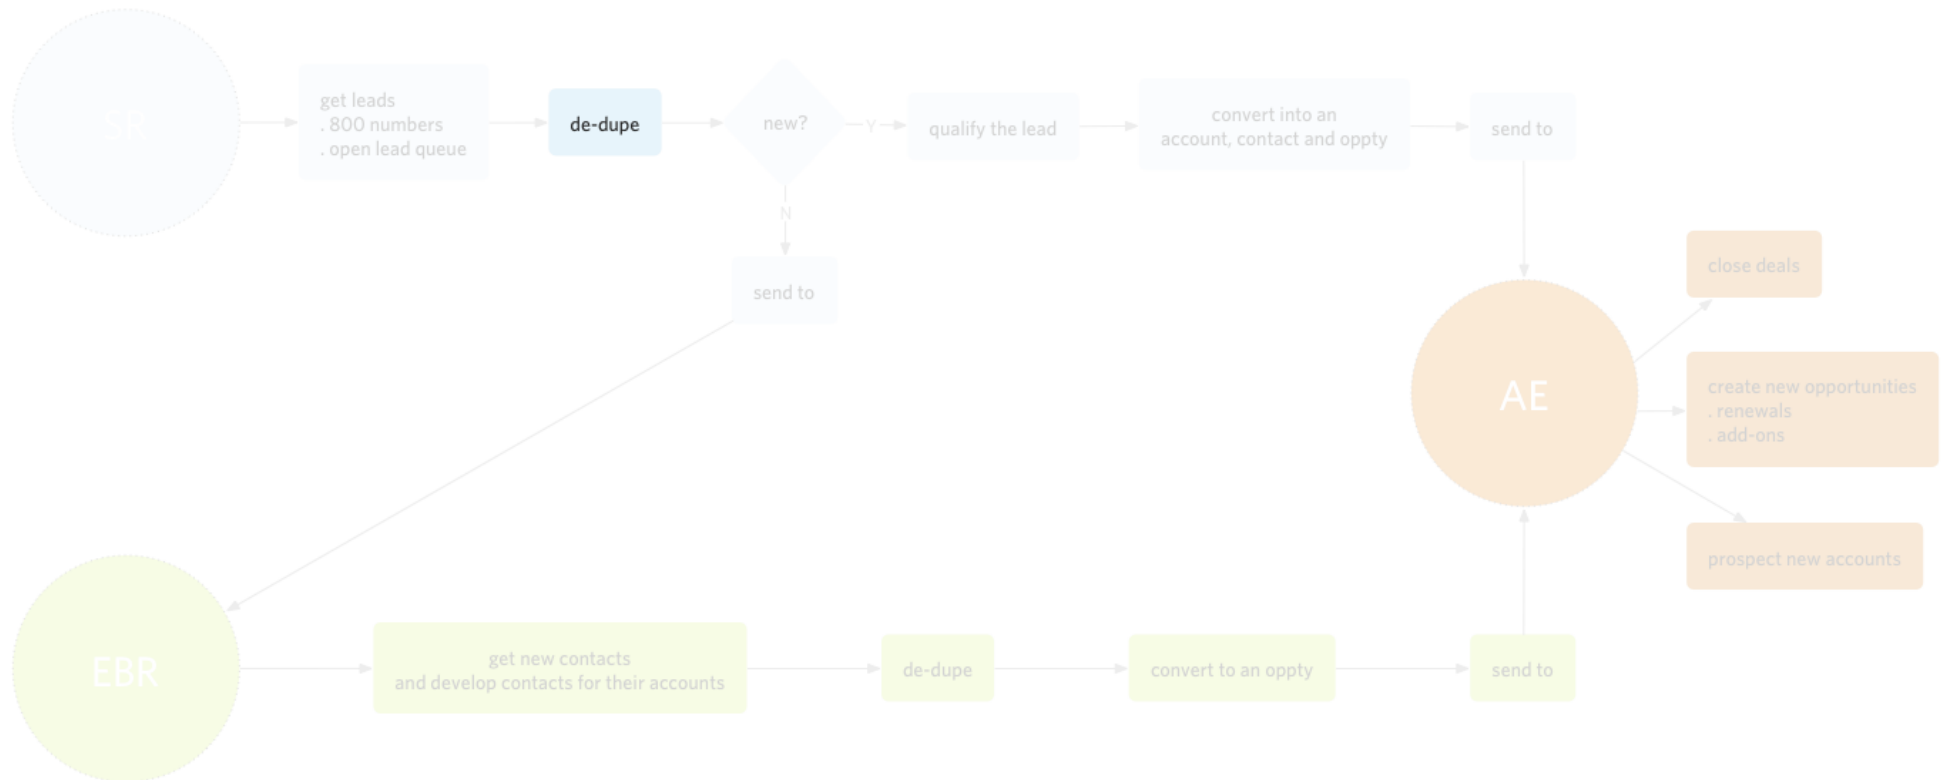 SR
get leads
. 800 numbers
. open lead queue
de-dupe
new?
Y
qualify the lead
convert into an
account, contact and oppty
send to
N
send to
close deals
AE
create new opportunities
. renewals
. add-ons
prospect new accounts
EBR
get new contacts
and develop contacts for their accounts
de-dupe
convert to an oppty
send to